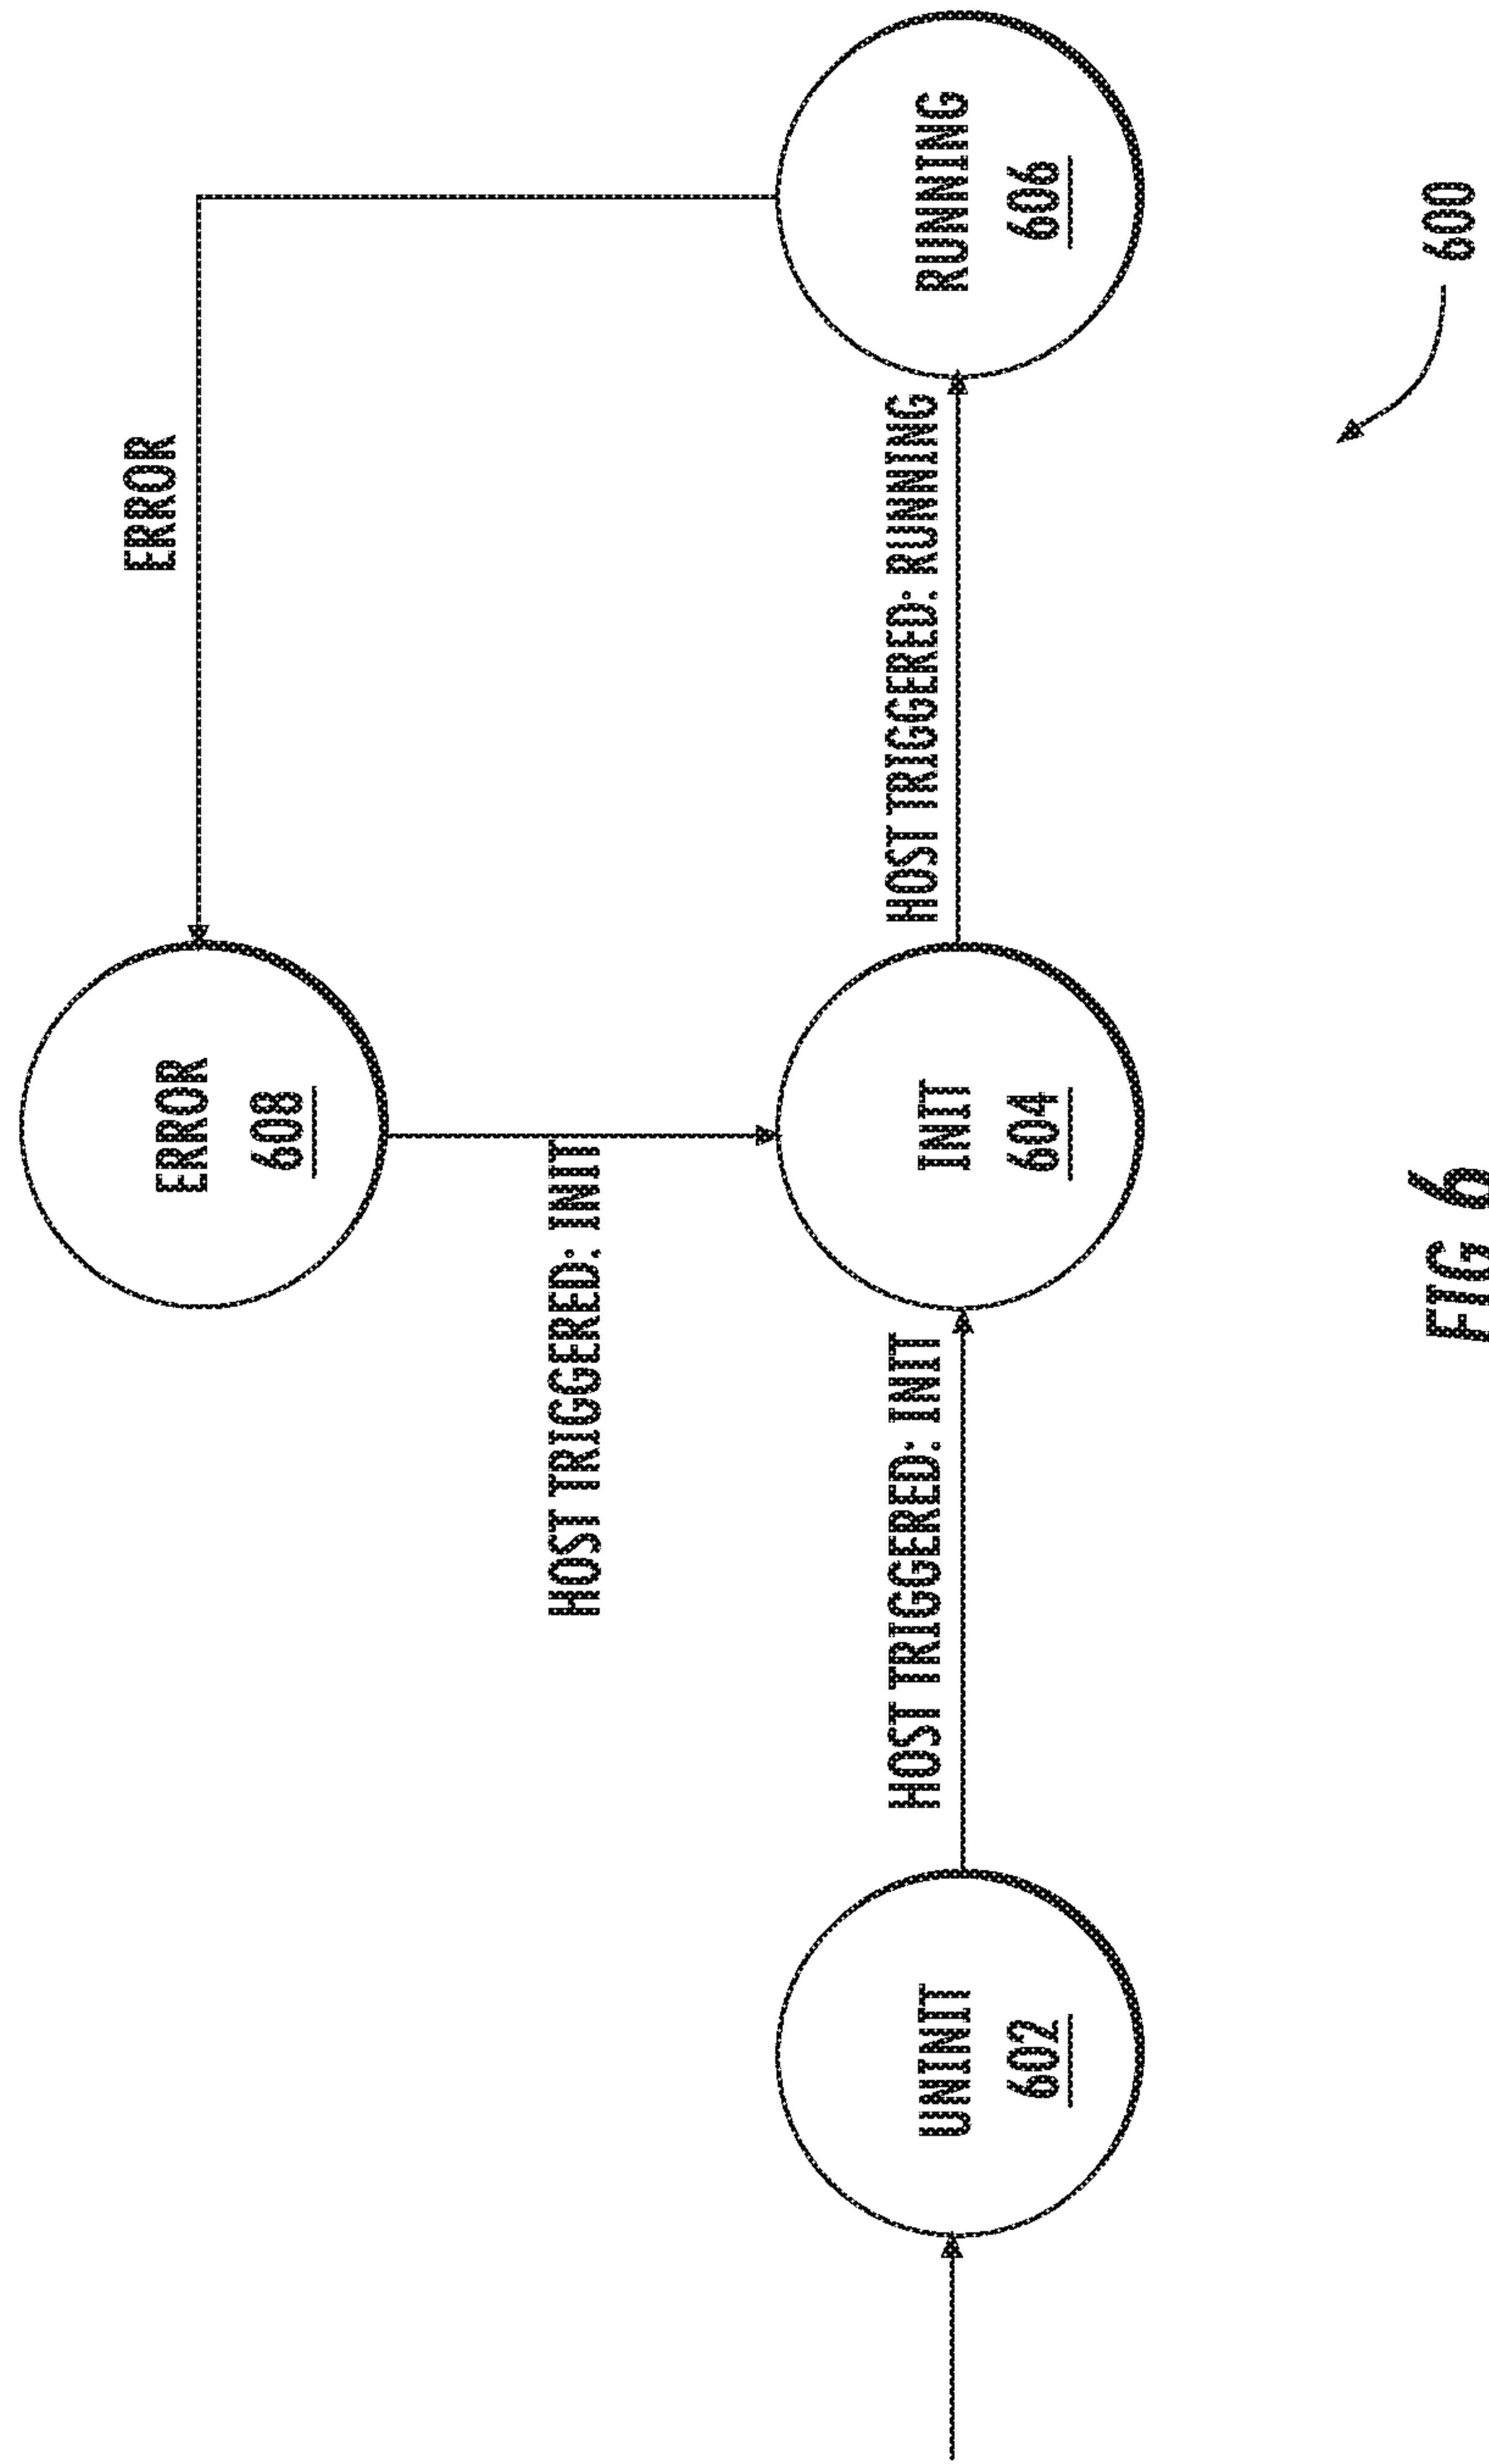 ERROR
ERROR
608
HOST TRIGGERED: INIT
HOST TRIGGERED: INIT
HOST TRIGGERED: RUNNING
UNINIT
602
INIT
604
RUNNING
606
600
FIG 6